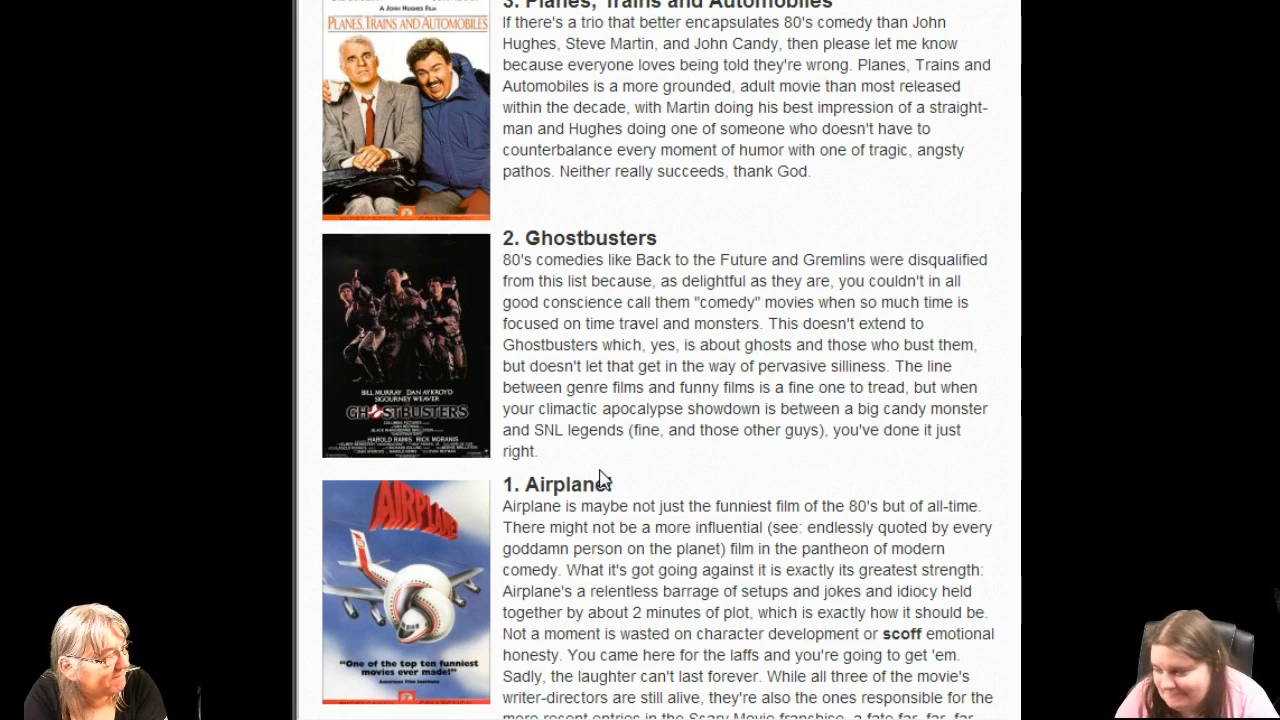 A JOHN HUGHES FILM
PLANES, TRAINS AND AUTOMOBILES
3. Planes, Trains and Automobiles
If there's a trio that better encapsulates 80's comedy than John
Hughes, Steve Martin, and John Candy, then please let me know
because everyone loves being told they're wrong. Planes, Trains and
Automobiles is a more grounded, adult movie than most released
within the decade, with Martin doing his best impression of a straight-
man and Hughes doing one of someone who doesn't have to
counterbalance every moment of humor with one of tragic, angsty
pathos. Neither really succeeds, thank God.
BILL MURRAY DAN AYKROYD
SIGOURNEY WEAVER
GHOSTBUSTERS
COLUMBIA PICTURES
HAROLD RAMIS RICK MORANIS
2. Ghostbusters
80's comedies like Back to the Future and Gremlins were disqualified
from this list because, as delightful as they are, you couldn't in all
good conscience call them "comedy" movies when so much time is
focused on time travel and monsters. This doesn't extend to
Ghostbusters which, yes, is about ghosts and those who bust them,
but doesn't let that get in the way of pervasive silliness. The line
between genre films and funny films is a fine one to tread, but when
your climactic apocalypse showdown is between a big candy monster
and SNL legends (fine, and those other guys), you've done it just
right.
AIRPLANE!
"One of the top ten funniest
movies ever made!"
American Film Institute
1. Airplane!
Airplane is maybe not just the funniest film of the 80's but of all-time.
There might not be a more influential (see: endlessly quoted by every
goddamn person on the planet) film in the pantheon of modern
comedy. What it's got going against it is exactly its greatest strength:
Airplane's a relentless barrage of setups and jokes and idiocy held
together by about 2 minutes of plot, which is exactly how it should be.
Not a moment is wasted on character development or scoff emotional
honesty. You came here for the laffs and you're going to get 'em.
Sadly, the laughter can't last forever. While all three of the movie's
writer-directors are still alive, they're also the ones responsible for the
more recent entries in the Scary Movie franchise, a fate far, far, far